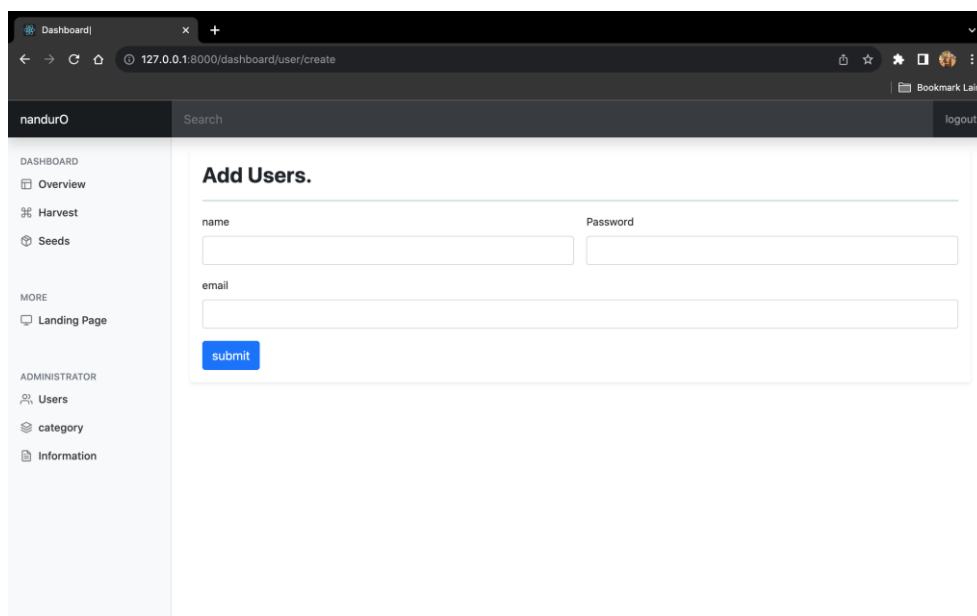 Dashboard|
127.0.0.1:8000/dashboard/user/create
Bookmark Lai
nandurO
Search
logout
DASHBOARD
Overview
Harvest
Seeds
MORE
Landing Page
ADMINISTRATOR
Users
category
Information
Add Users.
name Password
email
submit